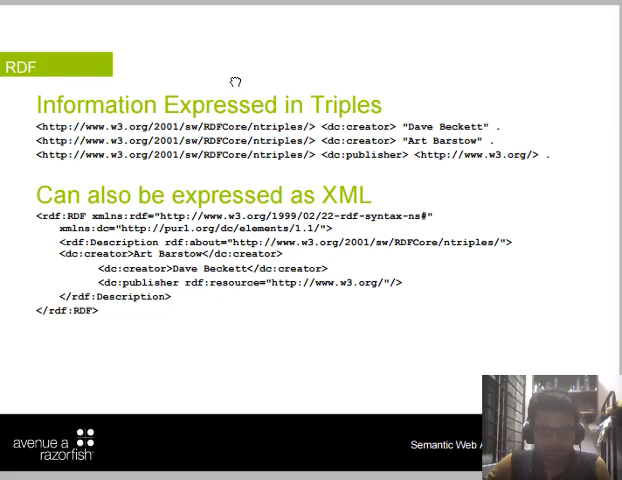 RDF
Information Expressed in Triples
<http://www.w3.org/2001/sw/RDFCore/ntriples/> <dc:creator> "Dave Beckett" .
<http://www.w3.org/2001/sw/RDFCore/ntriples/> <dc:creator> "Art Barstow" .
<http://www.w3.org/2001/sw/RDFCore/ntriples/> <dc:publisher> <http://www.w3.org/> .
Can also be expressed as XML
<rdf:RDF xmlns:rdf="http://www.w3.org/1999/02/22-rdf-syntax-ns#"
xmlns:dc="http://purl.org/dc/elements/1.1/">
<rdf:Description rdf:about="http://www.w3.org/2001/sw/RDFCore/ntriples/">
<dc:creator>Art Barstow</dc:creator>
<dc:creator>Dave Beckett</dc:creator>
<dc:publisher rdf:resource="http://www.w3.org/"/>
</rdf:Description>
</rdf:RDF>
avenue a
razorfish
Semantic Web